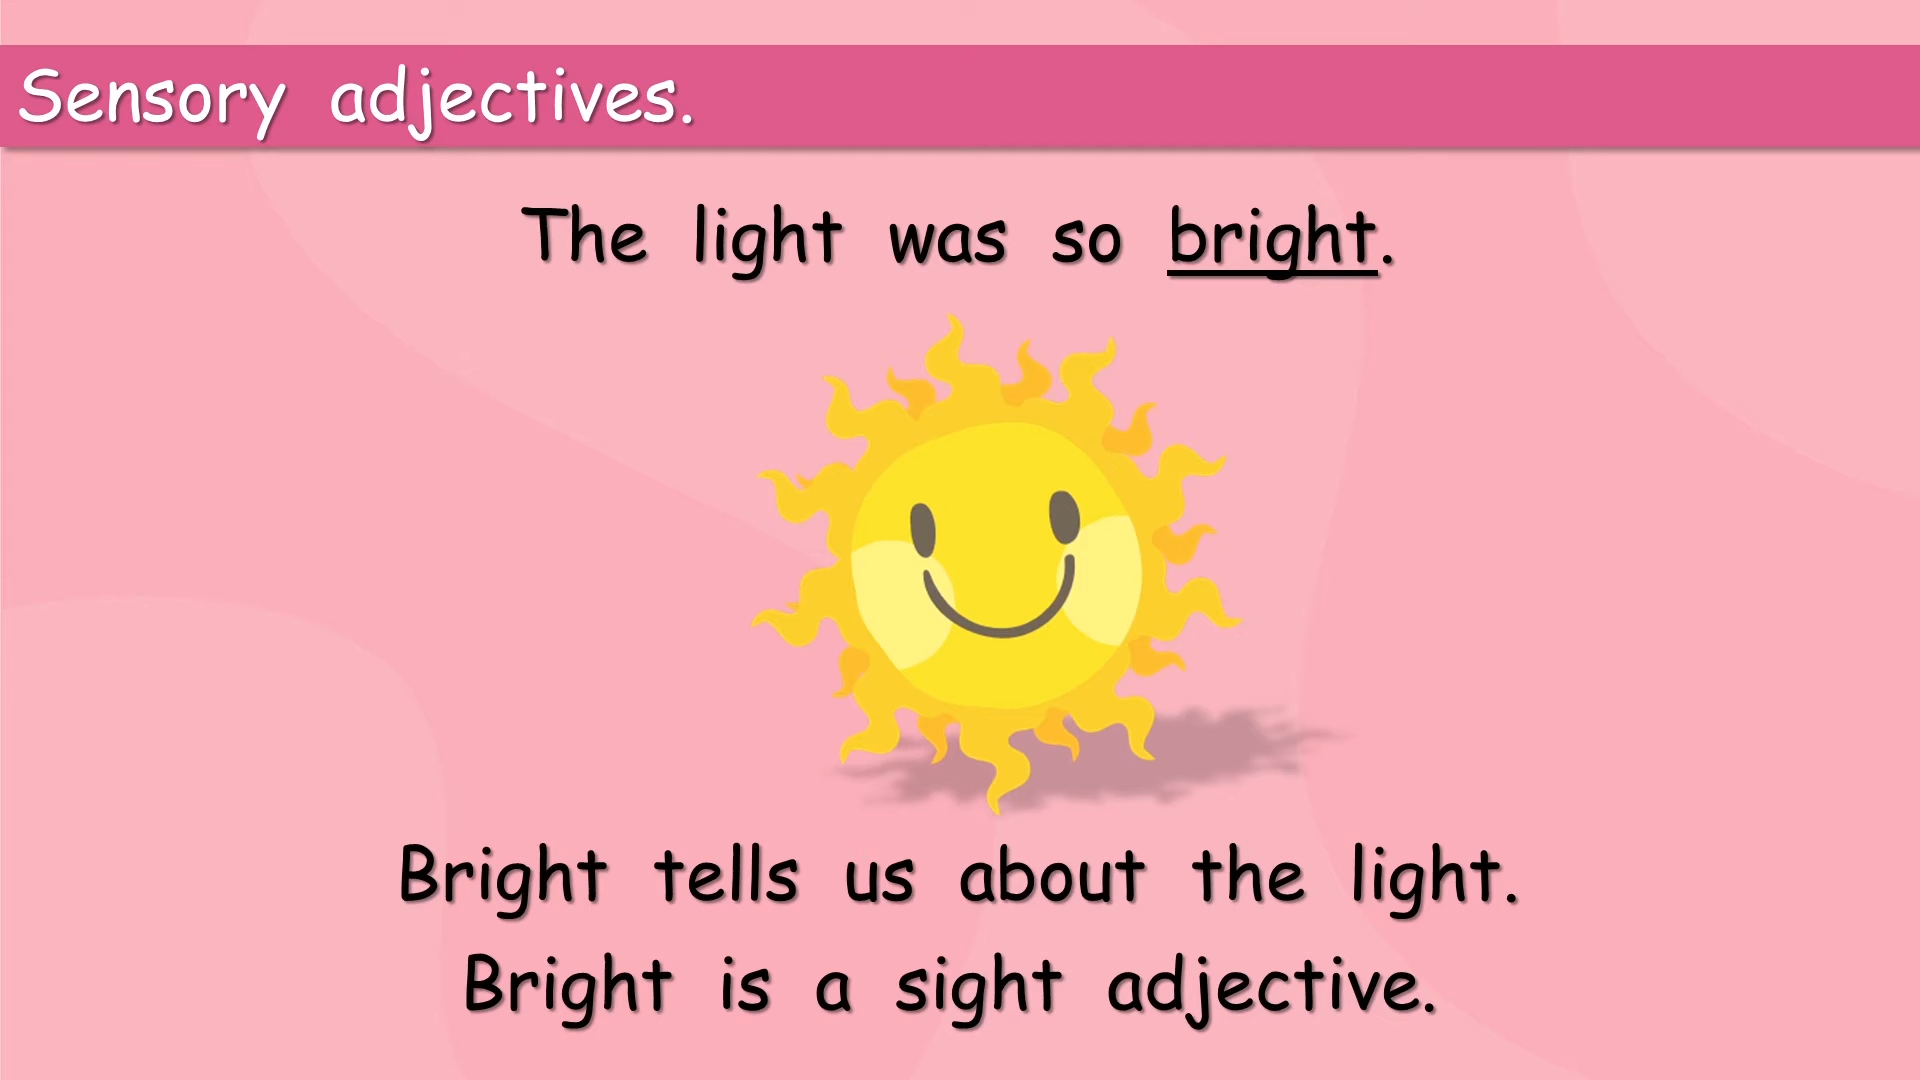 Sensory adjectives.
The light was so bright.
Bright tells us about the light.
Bright is a sight adjective.